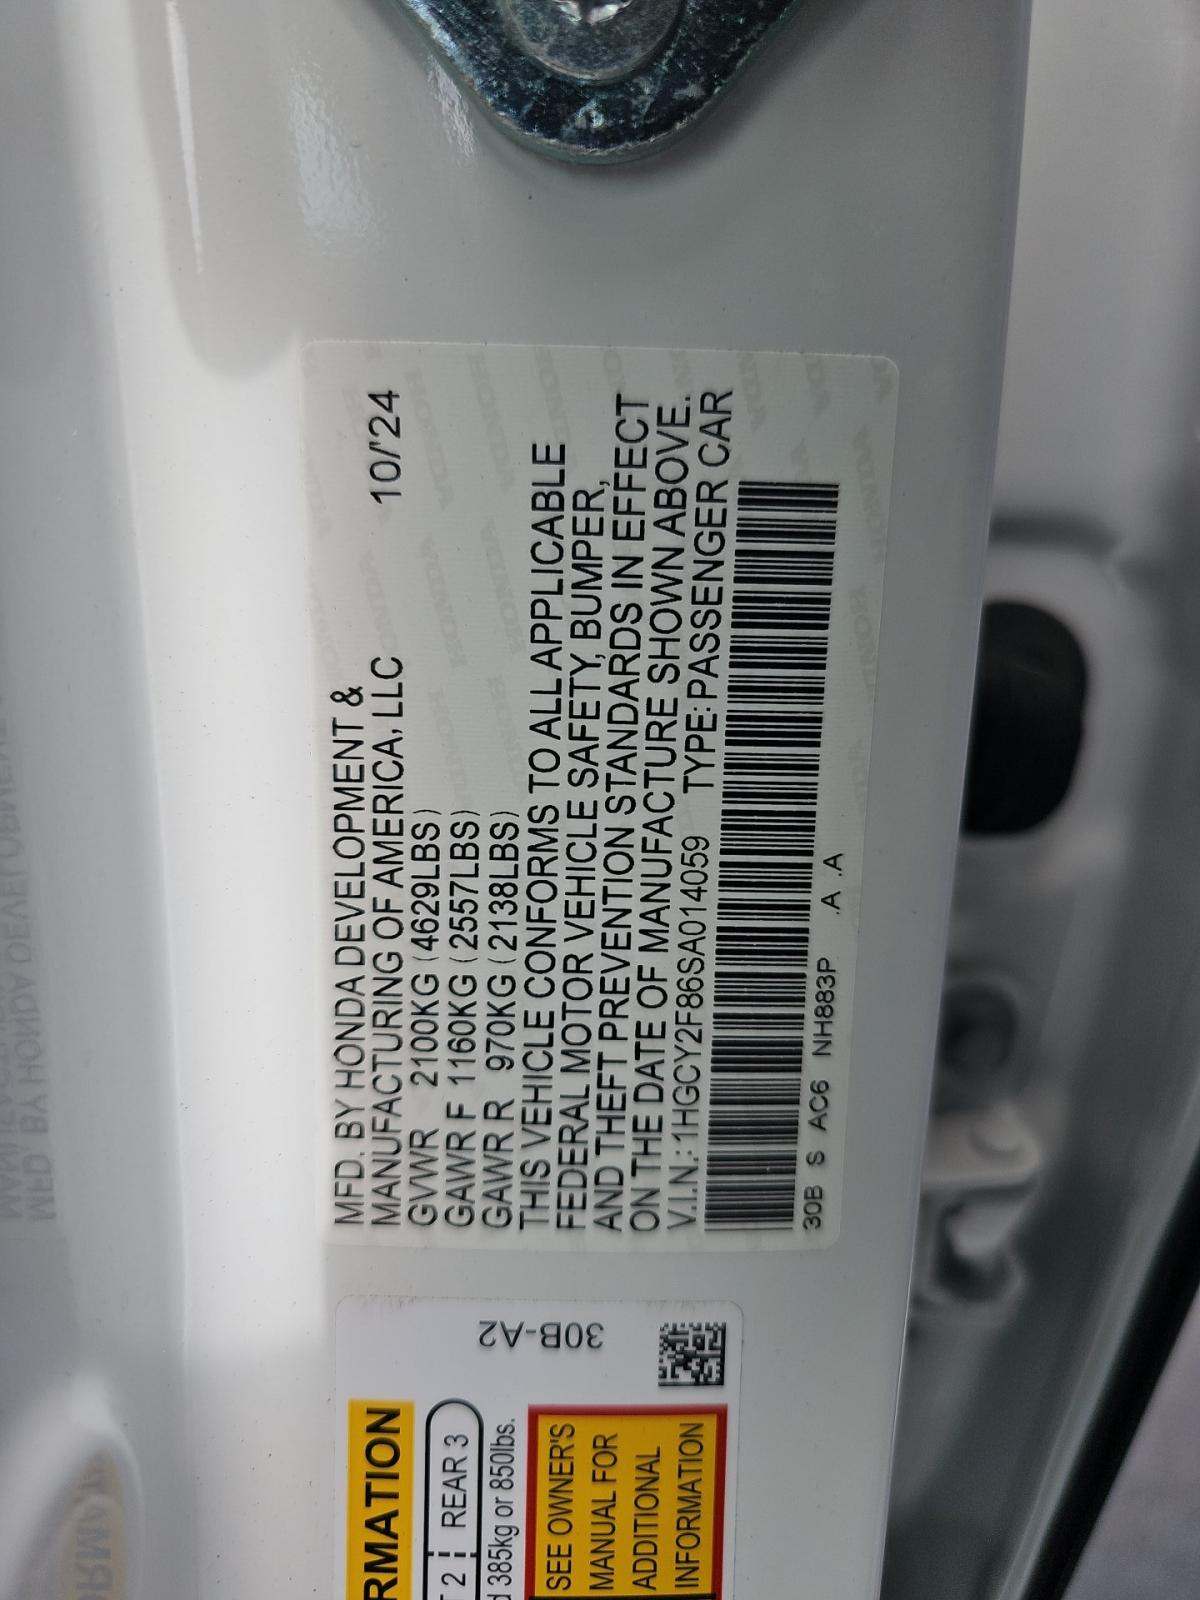 MFD. BY HONDA DEVELOPMENT &
MANUFACTURING OF AMERICA, LLC 10/'24
GVWR 2100KG (4629LBS)
GAWR F 1160KG (2557LBS)
GAWR R 970KG (2138LBS)
THIS VEHICLE CONFORMS TO ALL APPLICABLE
FEDERAL MOTOR VEHICLE SAFETY, BUMPER,
AND THEFT PREVENTION STANDARDS IN EFFECT
ON THE DATE OF MANUFACTURE SHOWN ABOVE..
V.I.N.: 1HGCY2F86SA014059 TYPE: PASSENGER CAR
30B S AC6 NH883P .A .A
30B-A2
2 REAR 3
385kg or 850lbs.
SEE OWNER'S
MANUAL FOR
ADDITIONAL
INFORMATION